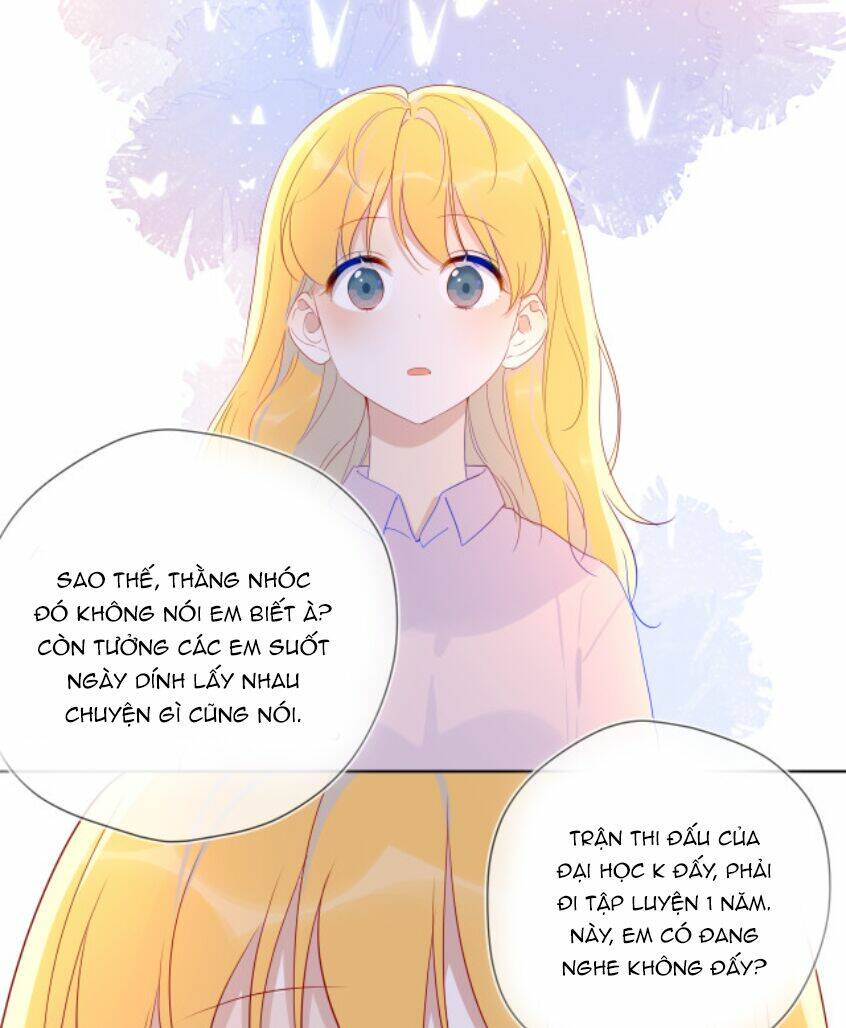 SAO THẾ, THẰNG NHÓC
ĐÓ KHÔNG NÓI EM BIẾT À?
CÒN TƯỞNG CÁC EM SUỐT
NGÀY DÍNH LẤY NHAU
CHUYỆN GÌ CŨNG NÓI.
TRẬN THI ĐẤU CỦA
ĐẠI HỌC K ĐẤY, PHẢI
ĐI TẬP LUYỆN 1 NĂM.
NÀY, EM CÓ ĐANG
NGHE KHÔNG ĐẤY?